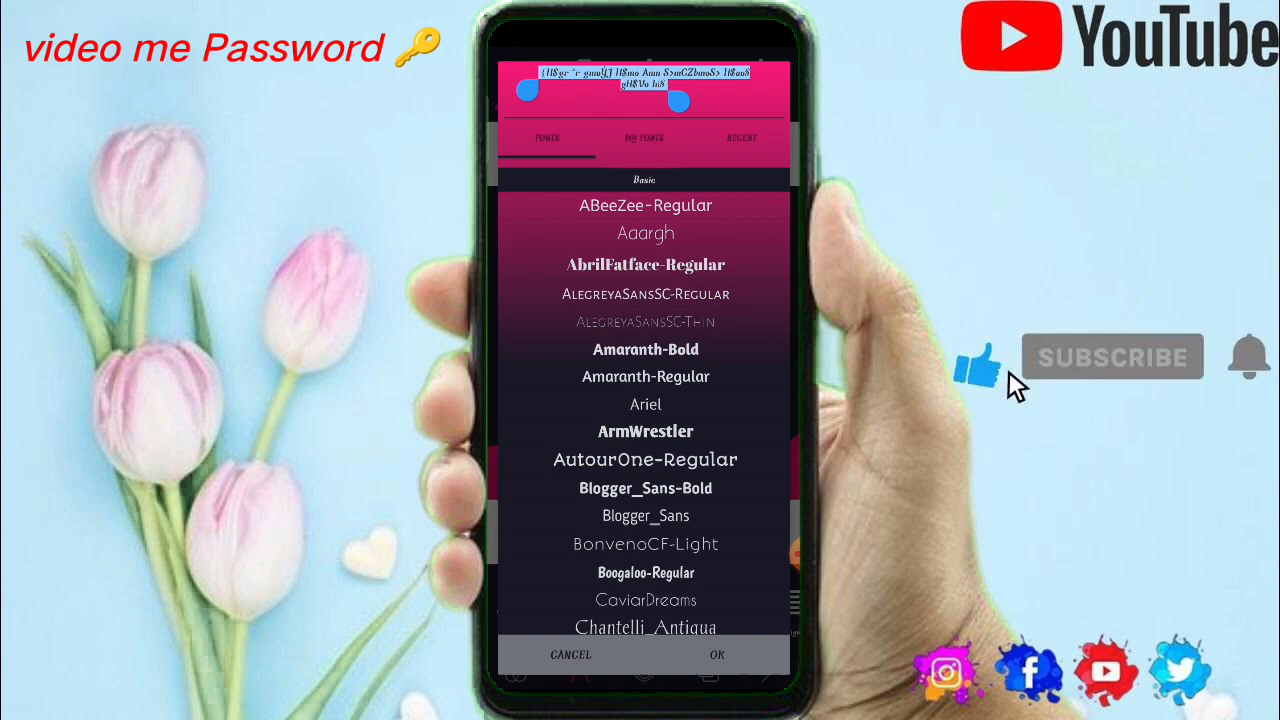 video me Password 🔑
YouTube
FONTS
MY FONTS
RECENT
Basic
ABeeZee-Regular
Aaargh
AbrilFatface-Regular
AlegreyaSansSC-Regular
AlegreyaSansSC-Thin
Amaranth-Bold
Amaranth-Regular
Ariel
ArmWrestler
AutourOne-Regular
Blogger_Sans-Bold
Blogger_Sans
BonvenoCF-Light
Boogaloo-Regular
CaviarDreams
Chantelli_Antiqua
CANCEL
OK
SUBSCRIBE